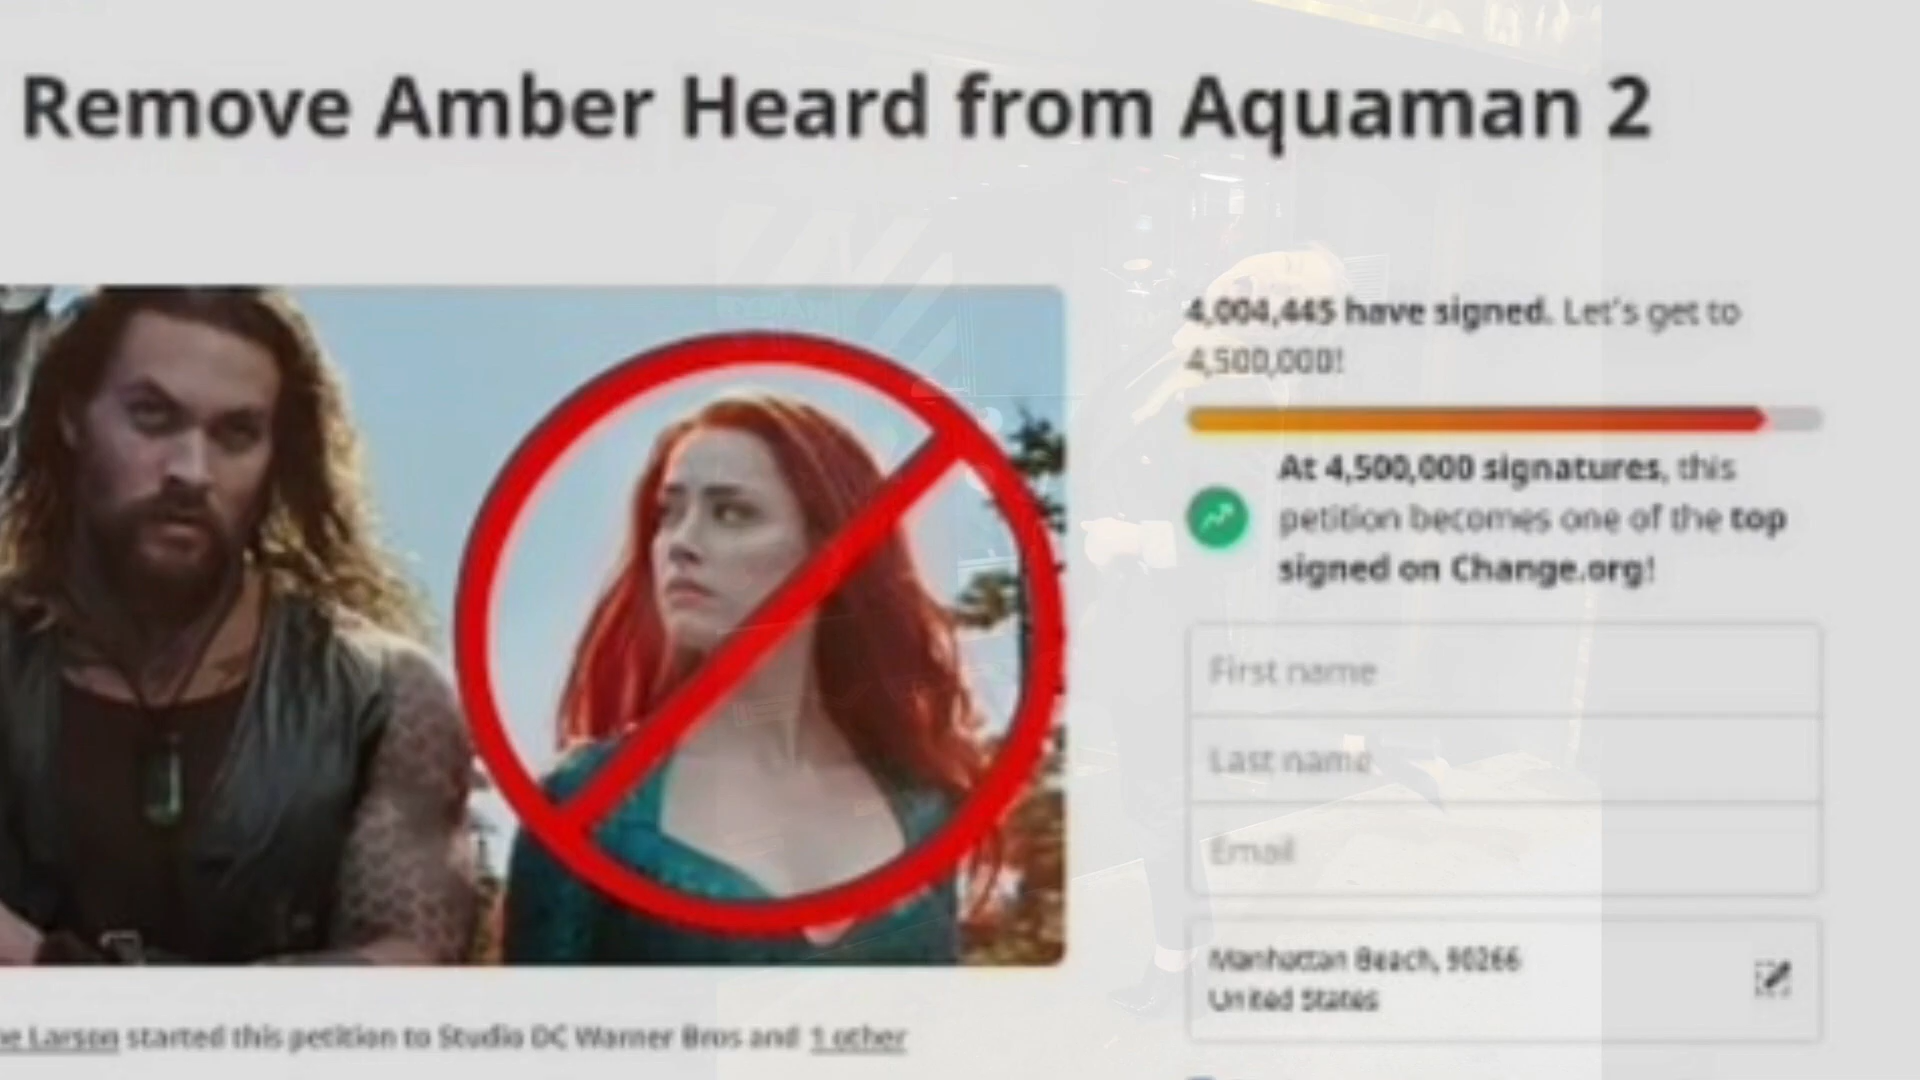 Remove Amber Heard from Aquaman 2
4,004,445 have signed. Let's get to
4,500,000!
At 4,500,000 signatures, this
petition becomes one of the top
signed on Change.org!
First name
Last name
Email
Manhattan Beach, 90266
United States
ne Larson started this petition to Studio DC Warner Bros and 1 other